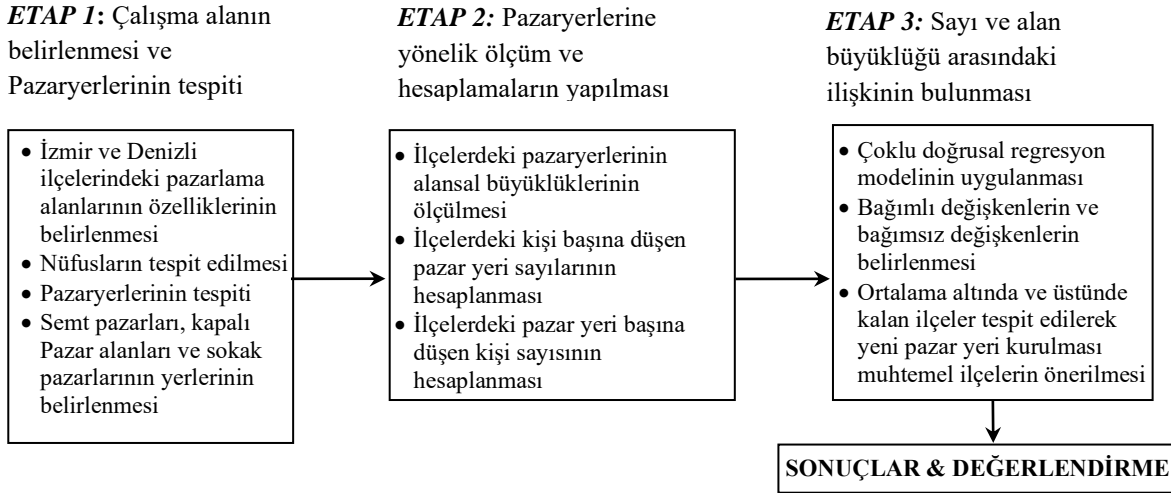 ETAP 1: Çalışma alanın
belirlenmesi ve
Pazaryerlerinin tespiti
• İzmir ve Denizli
ilçelerindeki pazarlama
alanlarının özelliklerinin
belirlenmesi
• Nüfusların tespit edilmesi
• Pazaryerlerinin tespiti
• Semt pazarları, kapalı
Pazar alanları ve sokak
pazarlarının yerlerinin
belirlenmesi
ETAP 2: Pazaryerlerine
yönelik ölçüm ve
hesaplamaların yapılması
• İlçelerdeki pazaryerlerinin
alansal büyüklüklerinin
ölçülmesi
• İlçelerdeki kişi başına düşen
pazar yeri sayılarının
hesaplanması
• İlçelerdeki pazar yeri başına
düşen kişi sayısının
hesaplanması
ETAP 3: Sayı ve alan
büyüklüğü arasındaki
ilişkinin bulunması
• Çoklu doğrusal regresyon
modelinin uygulanması
• Bağımlı değişkenlerin ve
bağımsız değişkenlerin
belirlenmesi
• Ortalama altında ve üstünde
kalan ilçeler tespit edilerek
yeni pazar yeri kurulması
muhtemel ilçelerin önerilmesi
SONUÇLAR & DEĞERLENDİRME